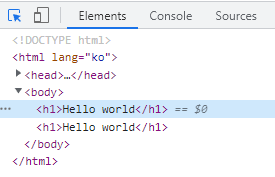 Elements Console Sources
<!DOCTYPE html>
<html lang="ko">
▶<head>…</head>
▼<body>
… <h1>Hello world</h1> == $0
<h1>Hello world</h1>
</body>
</html>